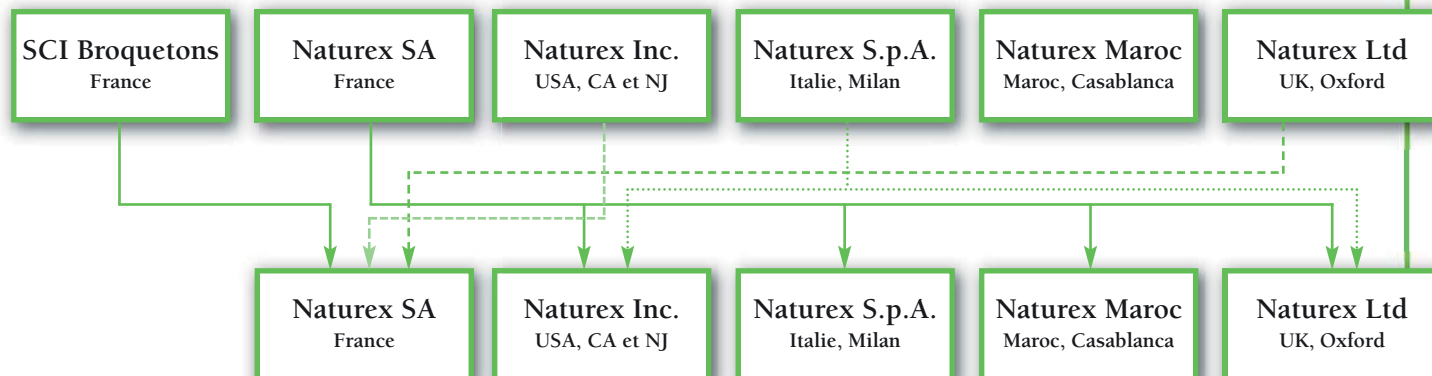 SCI Broquetons
France
Naturex SA
France
Naturex Inc.
USA, CA et NJ
Naturex S.p.A.
Italie, Milan
Naturex Maroc
Maroc, Casablanca
Naturex Ltd
UK, Oxford
Naturex SA
France
Naturex Inc.
USA, CA et NJ
Naturex S.p.A.
Italie, Milan
Naturex Maroc
Maroc, Casablanca
Naturex Ltd
UK, Oxford